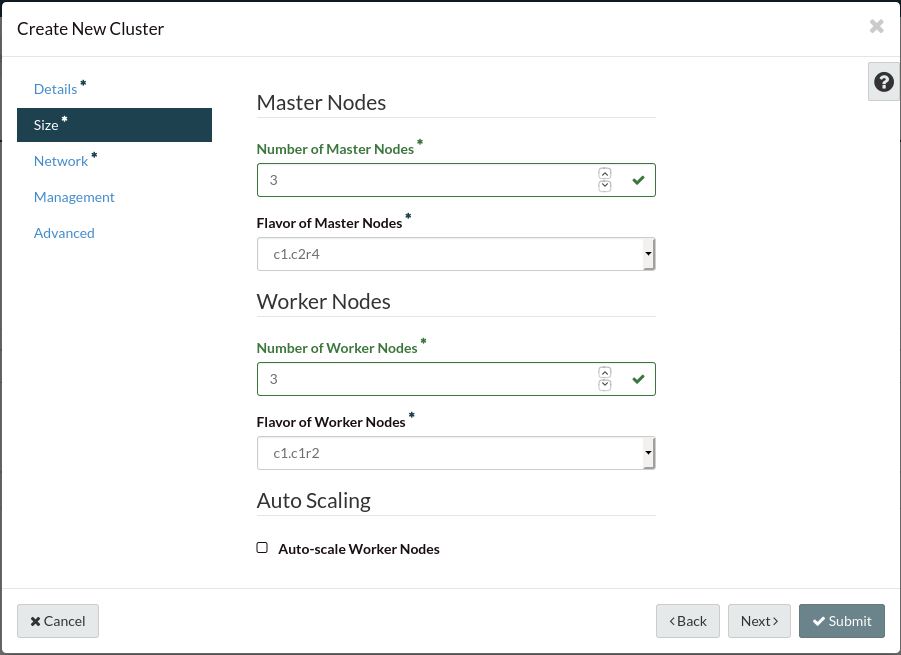 Create New Cluster
Details *
Size *
Network *
Management
Advanced
Master Nodes
Number of Master Nodes *
3
Flavor of Master Nodes *
c1.c2r4
Worker Nodes
Number of Worker Nodes *
3
Flavor of Worker Nodes *
c1.c1r2
Auto Scaling
Auto-scale Worker Nodes
Cancel
Back
Next
Submit